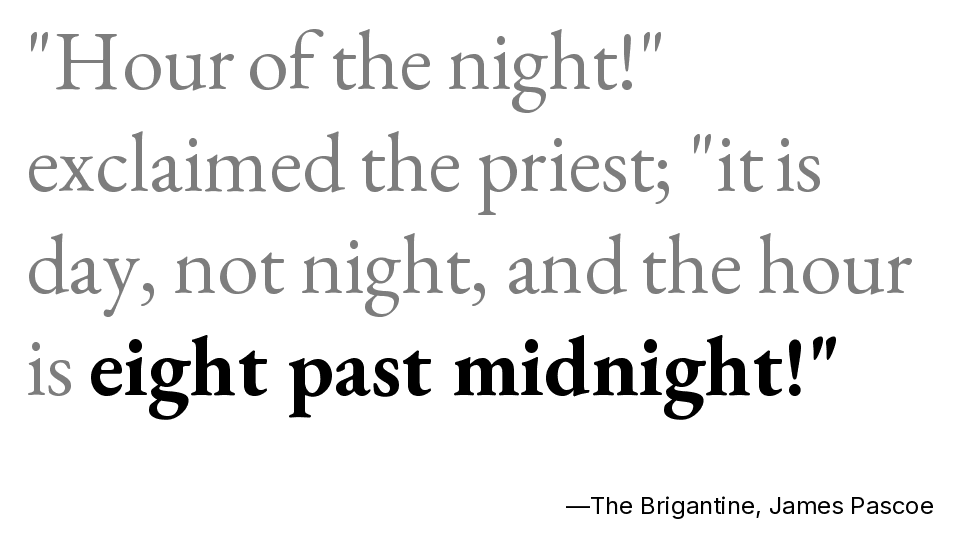 "Hour of the night!"
exclaimed the priest; "it is
day, not night, and the hour
is eight past midnight!"
—The Brigantine, James Pascoe